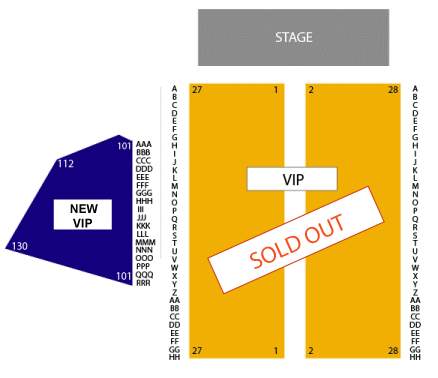 STAGE
27 1
2 28
A
B
C
D
E
F
G
H
I
J
K
L
M
N
O
P
Q
R
S
T
U
V
W
X
Y
Z
AA
BB
CC
DD
EE
FF
GG
HH
101
112
130
101
NEW
VIP
AAA
BBB
CCC
DDD
EEE
FFF
GGG
HHH
III
JJJ
KKK
LLL
MMM
NNN
OOO
PPP
QQQ
RRR
VIP
SOLD OUT
27 1
2 28
A
B
C
D
E
F
G
H
I
J
K
L
M
N
O
P
Q
R
S
T
U
V
W
X
Y
Z
AA
BB
CC
DD
EE
FF
GG
HH